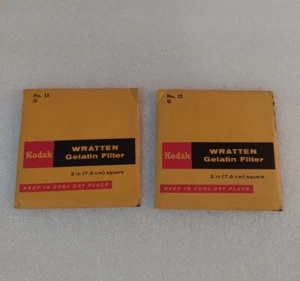 No. 15
G
Kodak
WRATTEN
Gelatin Filter
3 in (7.6 cm) square
KEEP IN COOL DRY PLACE
No. 15
G
Kodak
WRATTEN
Gelatin Filter
3 in (7.6 cm) square
KEEP IN COOL DRY PLACE